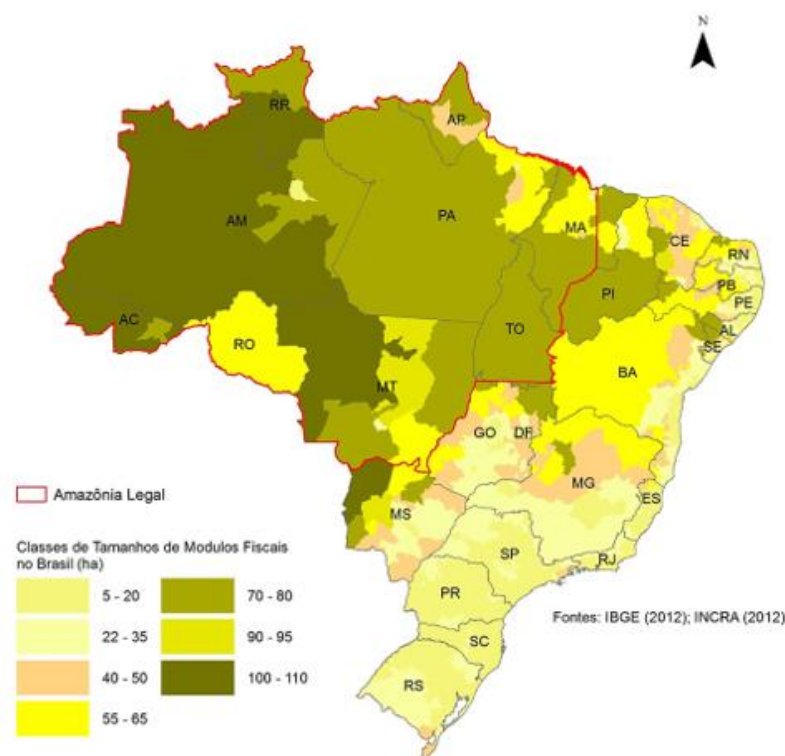 N
RR
AP
AM
PA
MA
CE
RN
PB
PE
PI
AL
SE
AC
TO
RO
BA
MT
GO
DF
MG
ES
MS
SP
RJ
PR
SC
RS
Amazônia Legal
Classes de Tamanhos de Modulos Fiscais
no Brasil (ha)
5 - 20
70 - 80
22 - 35
90 - 95
40 - 50
100 - 110
55 - 65
Fontes: IBGE (2012); INCRA (2012)